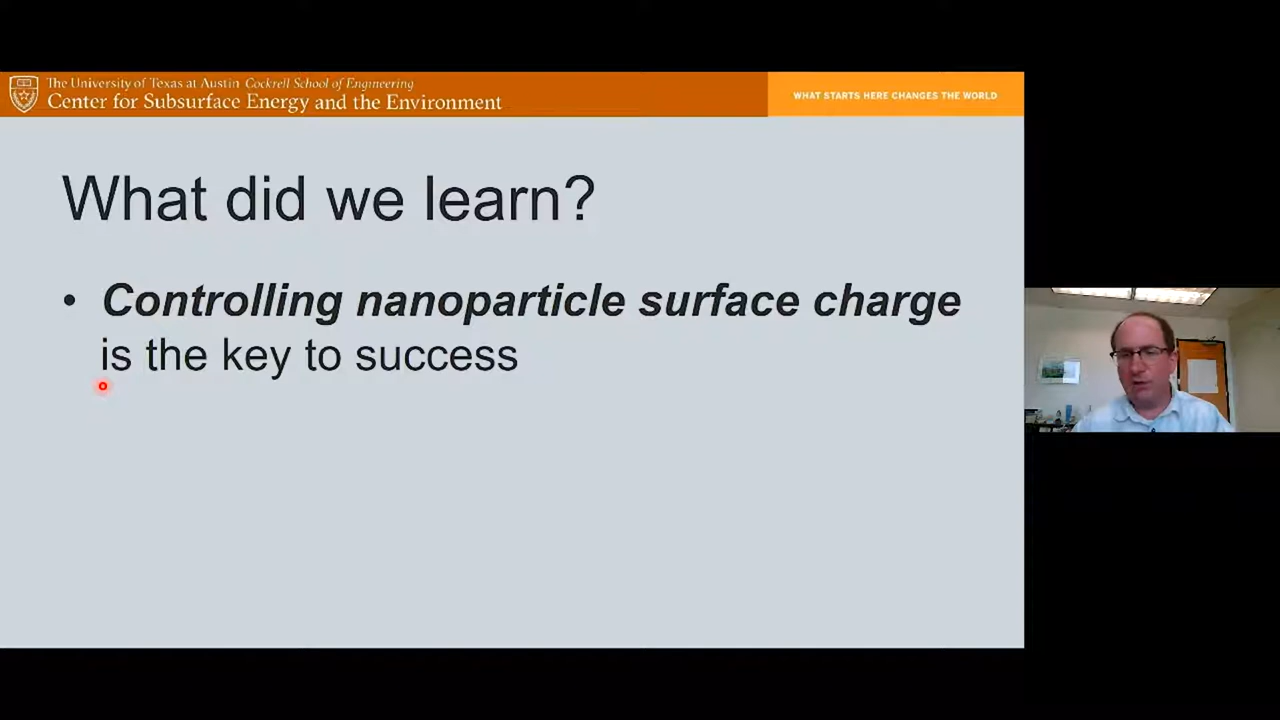 The University of Texas at Austin Cockrell School of Engineering
Center for Subsurface Energy and the Environment
WHAT STARTS HERE CHANGES THE WORLD
What did we learn?
• Controlling nanoparticle surface charge
is the key to success